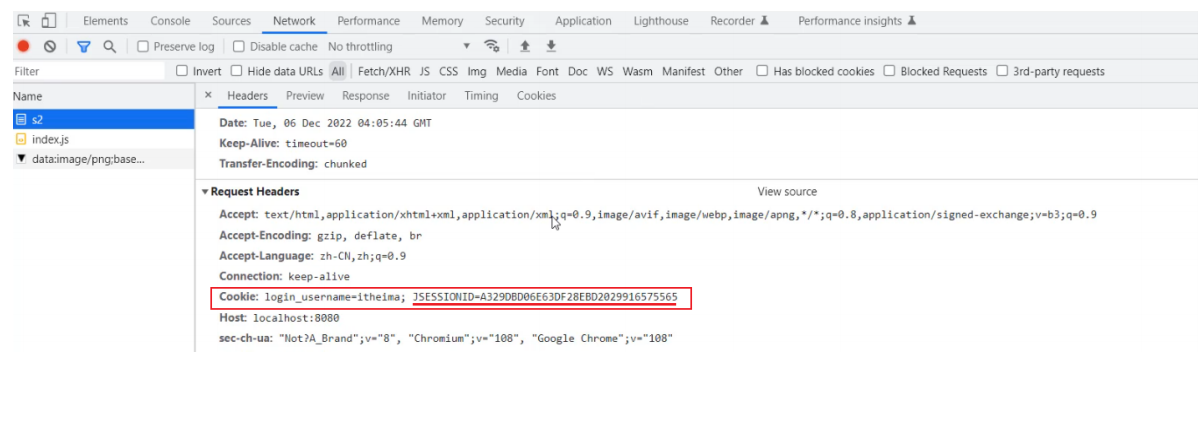 Elements Console Sources Network Performance Memory Security Application Lighthouse Recorder Performance insights
Preserve log Disable cache No throttling
Filter Invert Hide data URLs All Fetch/XHR JS CSS Img Media Font Doc WS Wasm Manifest Other Has blocked cookies Blocked Requests 3rd-party requests
Name × Headers Preview Response Initiator Timing Cookies
s2
index.js
data:image/png;base...
Date: Tue, 06 Dec 2022 04:05:44 GMT
Keep-Alive: timeout=60
Transfer-Encoding: chunked
Request Headers View source
Accept: text/html,application/xhtml+xml,application/xml;q=0.9,image/avif,image/webp,image/apng,*/*;q=0.8,application/signed-exchange;v=b3;q=0.9
Accept-Encoding: gzip, deflate, br
Accept-Language: zh-CN,zh;q=0.9
Connection: keep-alive
Cookie: login_username=itheima; JSESSIONID=A329DBD06E63DF28EBD2029916575565
Host: localhost:8080
sec-ch-ua: "Not?A_Brand";v="8", "Chromium";v="108", "Google Chrome";v="108"